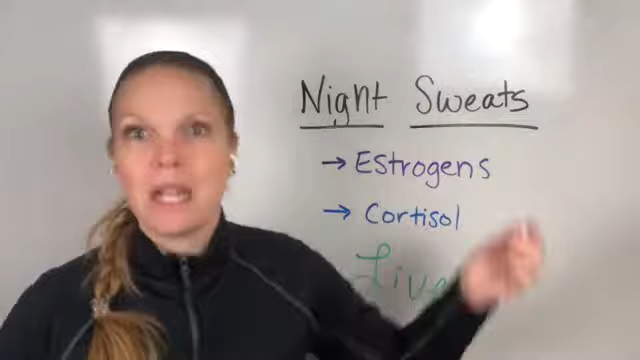 Night Sweats
→ Estrogens
→ Cortisol